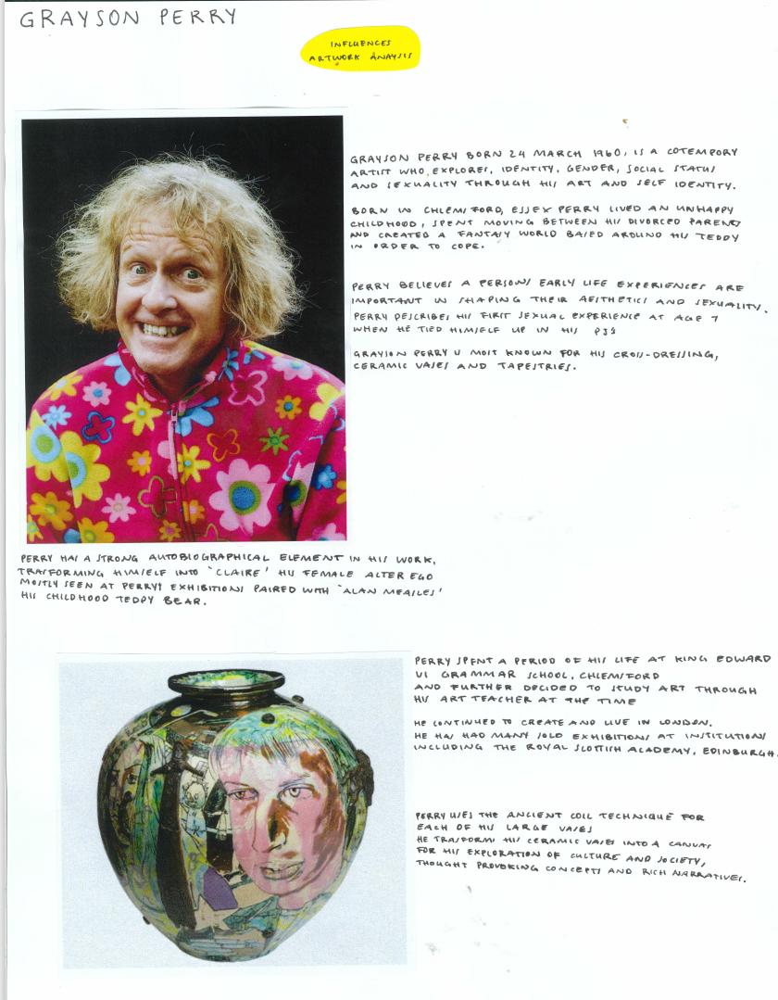 GRAYSON PERRY
INFLUENCES
ARTWORK ANAYSIS
GRAYSON PERRY BORN 24 MARCH 1960, IS A COTEMPORY
ARTIST WHO EXPLORES, IDENTITY, GENDER, SOCIAL STATUS
AND SEXUALITY THROUGH HIS ART AND SELF IDENTITY.
BORN IN CHLEMSFORD, ESSEX PERRY LIVED AN UNHAPPY
CHILDHOOD, SPENT MOVING BETWEEN HIS DIVORCED PARENTS
AND CREATED A FANTASY WORLD BASED AROUND HIS TEDDY
IN ORDER TO COPE.
PERRY BELIEVES A PERSONS EARLY LIFE EXPERIENCES ARE
IMPORTANT IN SHAPING THEIR AESTHETICS AND SEXUALITY.
PERRY DESCRIBES HIS FIRST SEXUAL EXPERIENCE AT AGE 7
WHEN HE TIED HIMSELF UP IN HIS PJS
GRAYSON PERRY IS MOST KNOWN FOR HIS CROSS-DRESSING,
CERAMIC VASES AND TAPESTRIES.
PERRY HAS A STRONG AUTOBIOGRAPHICAL ELEMENT IN HIS WORK,
TRASFORMING HIMSELF INTO 'CLAIRE' HIS FEMALE ALTER EGO
MOSTLY SEEN AT PERRYS EXHIBITIONS PAIRED WITH 'ALAN MEASLES'
HIS CHILDHOOD TEDDY BEAR.
PERRY SPENT A PERIOD OF HIS LIFE AT KING EDWARD
VI GRAMMAR SCHOOL, CHLEMSFORD
AND FURTHER DECIDED TO STUDY ART THROUGH
HIS ART TEACHER AT THE TIME
HE CONTINUED TO CREATE AND LIVE IN LONDON.
HE HAS HAD MANY SOLO EXHIBITIONS AT INSTITUTIONS
INCLUDING THE ROYAL SCOTTISH ACADEMY, EDINBURGH.
PERRY USES THE ANCIENT COIL TECHNIQUE FOR
EACH OF HIS LARGE VASES
HE TRASFORMS HIS CERAMIC VASES INTO A CANVAS
FOR HIS EXPLORATION OF CULTURE AND SOCIETY,
THOUGHT PROVOKING CONCEPTS AND RICH NARRATIVES.